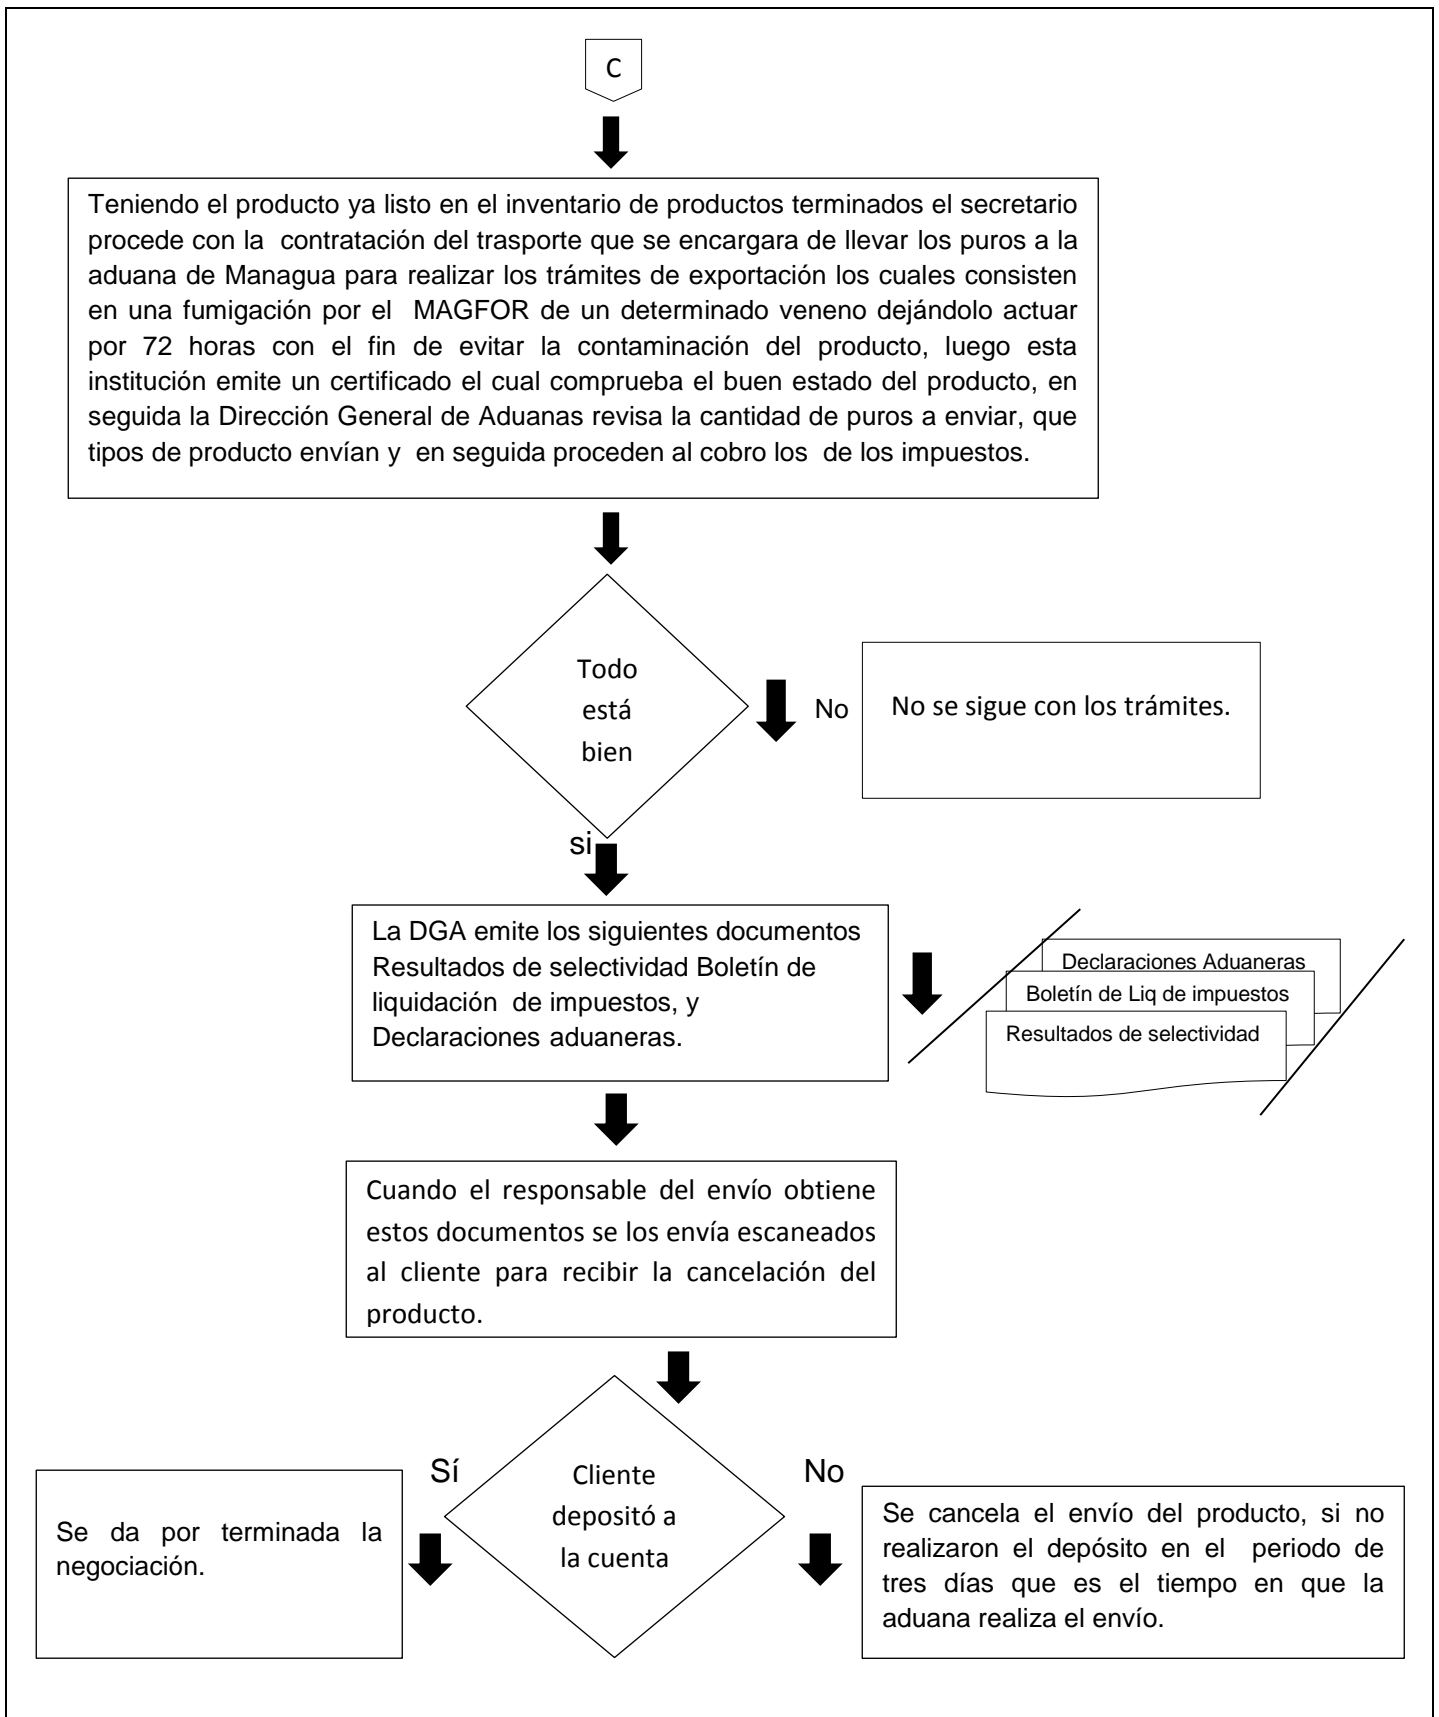 C
Teniendo el producto ya listo en el inventario de productos terminados el secretario
procede con la contratación del trasporte que se encargara de llevar los puros a la
aduana de Managua para realizar los trámites de exportación los cuales consisten
en una fumigación por el MAGFOR de un determinado veneno dejándolo actuar
por 72 horas con el fin de evitar la contaminación del producto, luego esta
institución emite un certificado el cual comprueba el buen estado del producto, en
seguida la Dirección General de Aduanas revisa la cantidad de puros a enviar, que
tipos de producto envían y en seguida proceden al cobro los de los impuestos.
Todo
está
bien
No
No se sigue con los trámites.
si
La DGA emite los siguientes documentos
Resultados de selectividad Boletín de
liquidación de impuestos, y
Declaraciones aduaneras.
Declaraciones Aduaneras
Boletín de Liq de impuestos
Resultados de selectividad
Cuando el responsable del envío obtiene
estos documentos se los envía escaneados
al cliente para recibir la cancelación del
producto.
Sí
Cliente
depositó a
la cuenta
No
Se da por terminada la
negociación.
Se cancela el envío del producto, si no
realizaron el depósito en el periodo de
tres días que es el tiempo en que la
aduana realiza el envío.